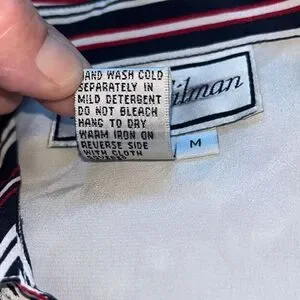 HAND WASH COLD
SEPARATELY IN
MILD DETERGENT
DO NOT BLEACH
HANG TO DRY
WARM IRON ON
REVERSE SIDE
WITH CLOTH
M